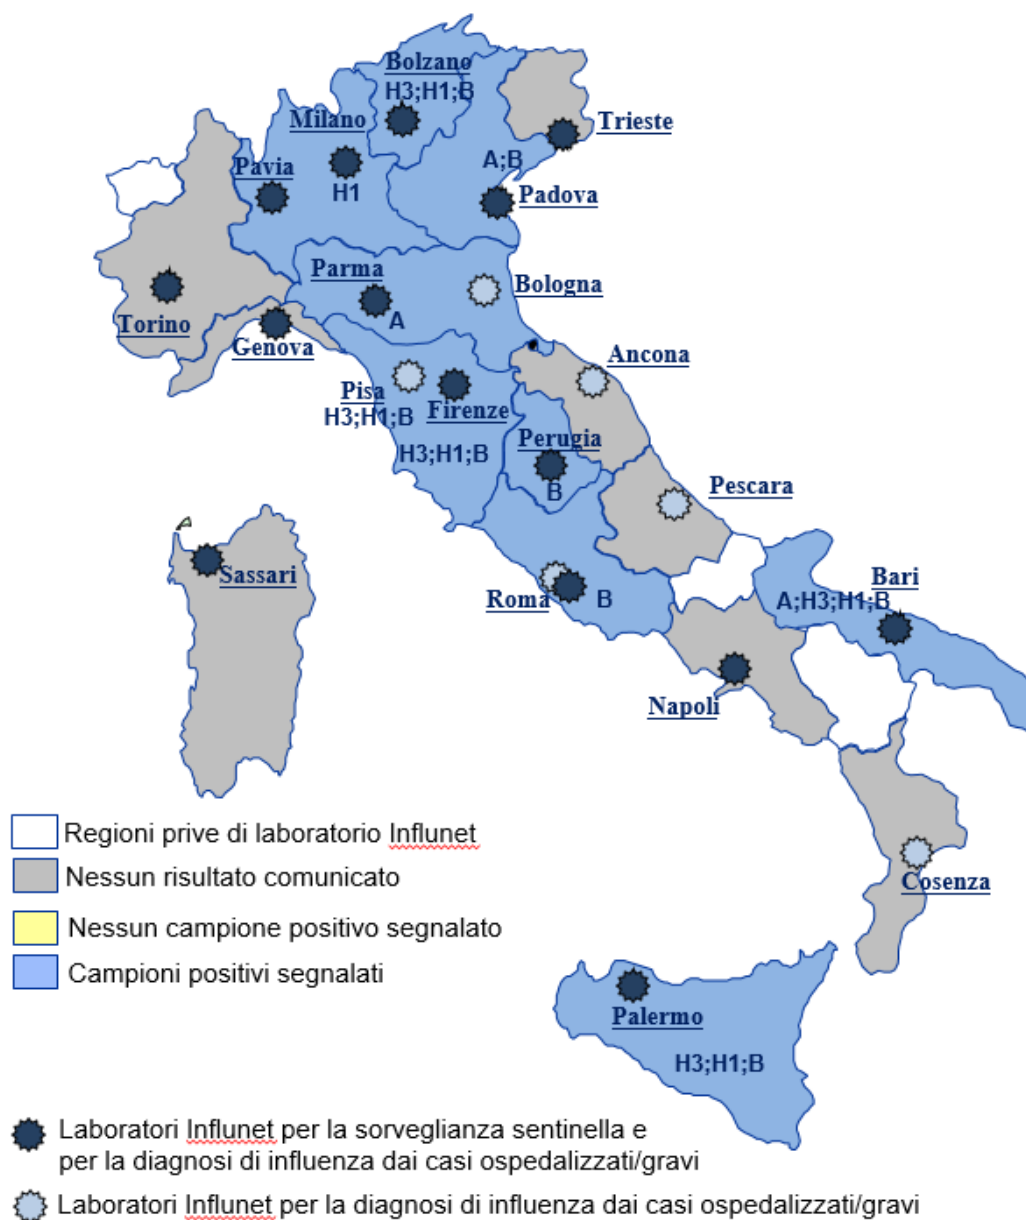 Bolzano
H3;H1;B
Milano
H1
Trieste
A;B
Pavia
Padova
Parma
A
Bologna
Torino
Genova
Ancona
Pisa
H3;H1;B
Firenze
H3;H1;B
Perugia
B
Pescara
Sassari
Roma
B
Bari
A;H3;H1;B
Napoli
Cosenza
Palermo
H3;H1;B
Regioni prive di laboratorio Influnet
Nessun risultato comunicato
Nessun campione positivo segnalato
Campioni positivi segnalati
Laboratori Influnet per la sorveglianza sentinella e
per la diagnosi di influenza dai casi ospedalizzati/gravi
Laboratori Influnet per la diagnosi di influenza dai casi ospedalizzati/gravi